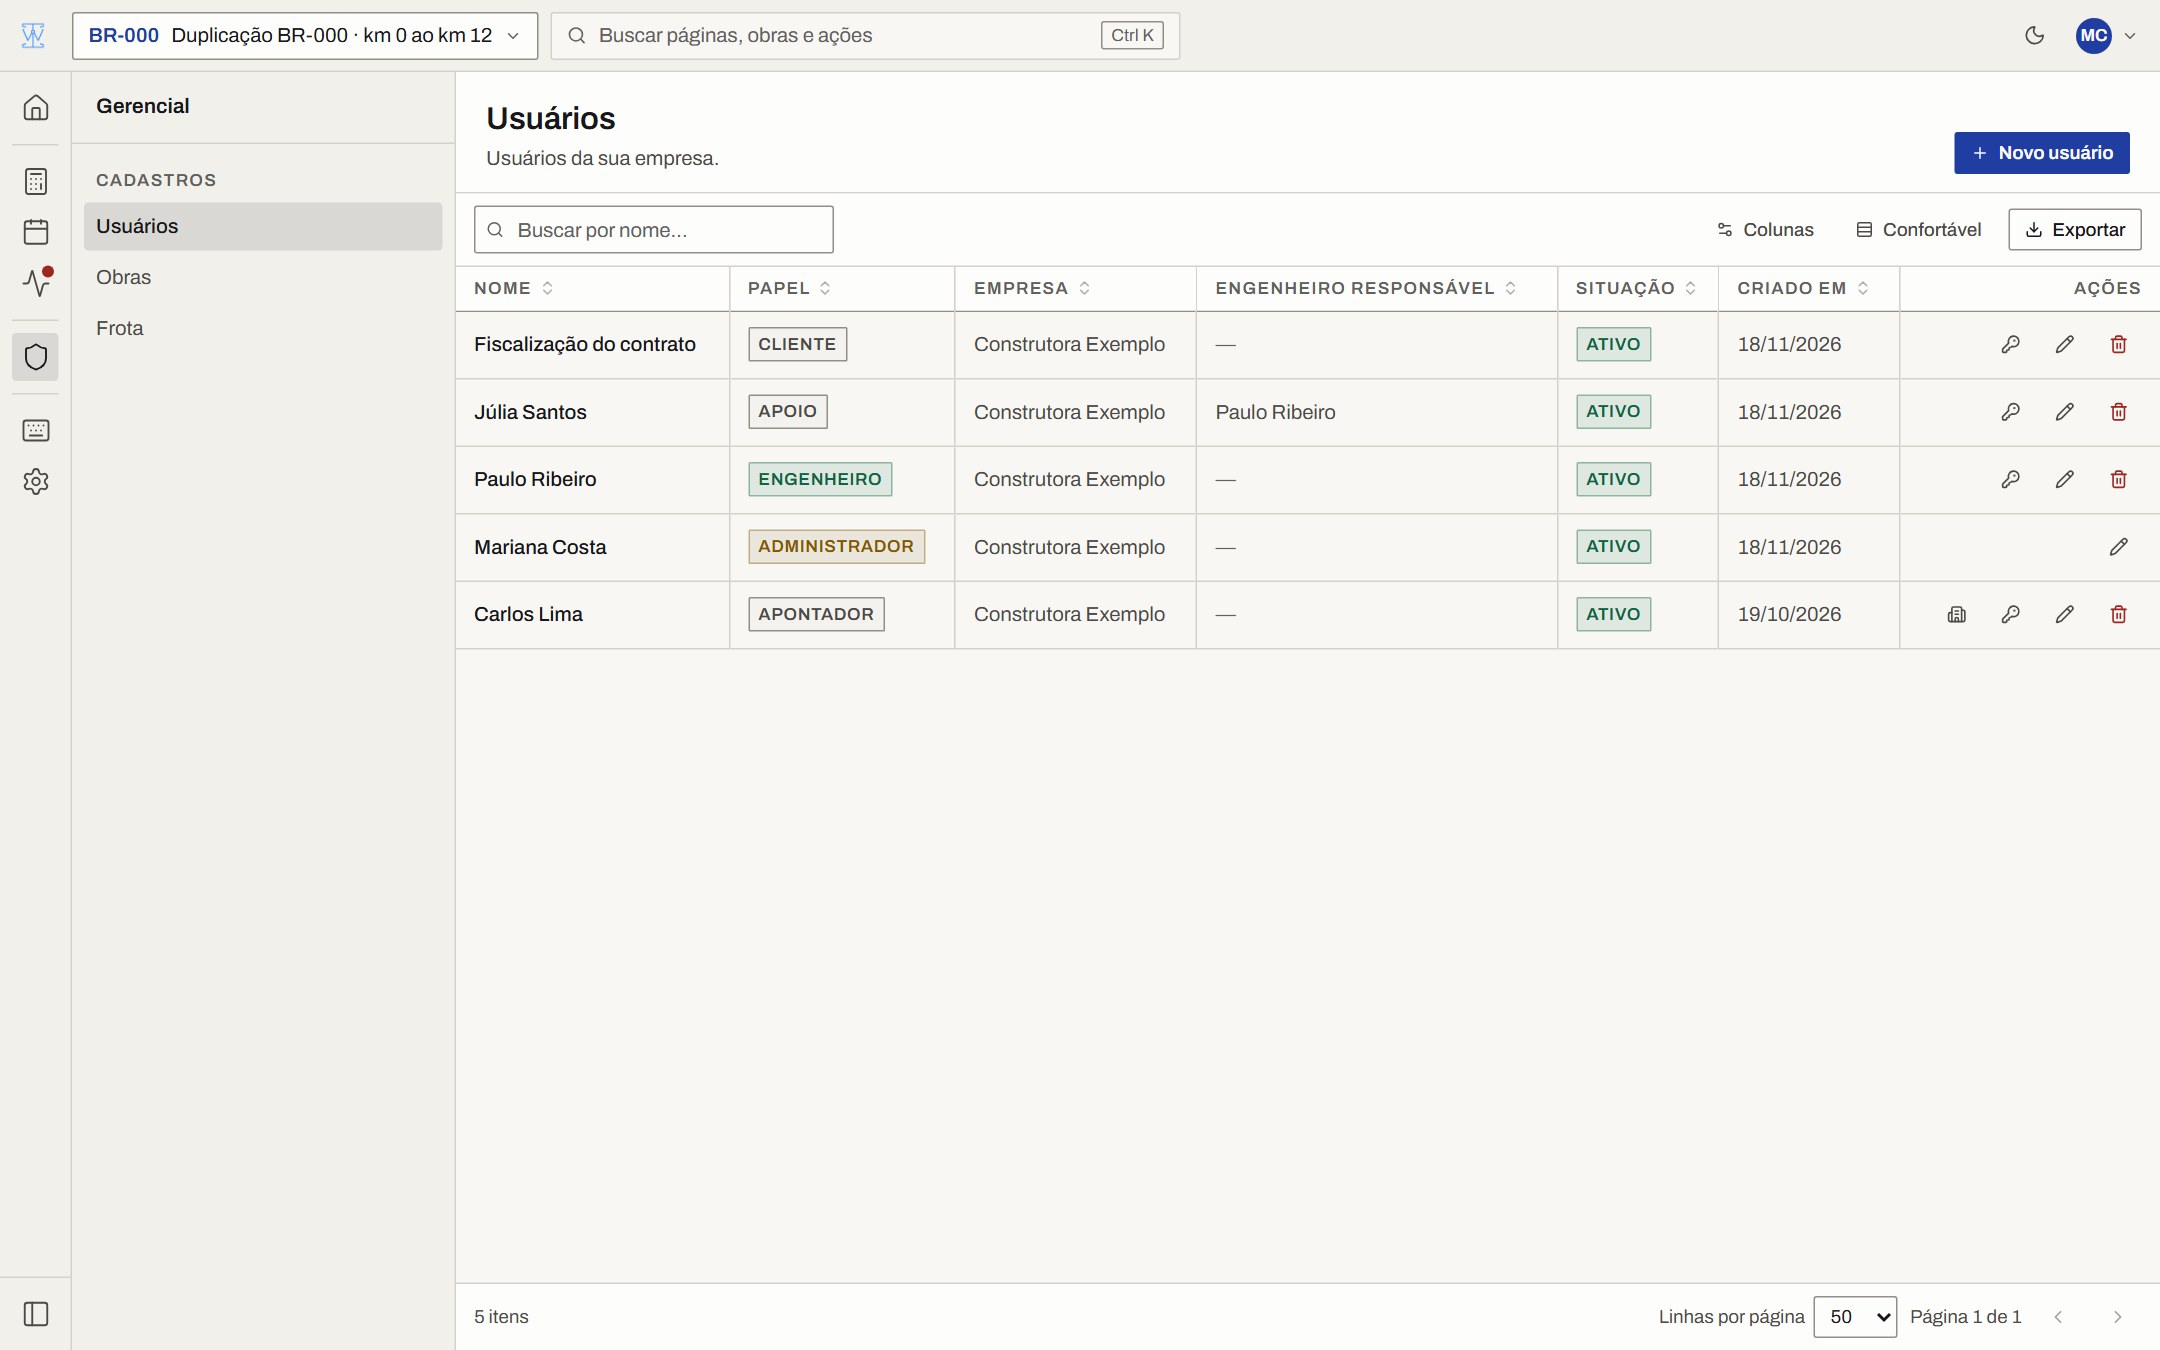 BR-000 Duplicação BR-000 · km 0 ao km 12
Buscar páginas, obras e ações Ctrl K
MC
Gerencial
CADASTROS
Usuários
Obras
Frota
Usuários
Usuários da sua empresa.
Novo usuário
Buscar por nome...
Colunas Confortável Exportar
NOME PAPEL EMPRESA ENGENHEIRO RESPONSÁVEL SITUAÇÃO CRIADO EM AÇÕES
Fiscalização do contrato CLIENTE Construtora Exemplo — ATIVO 18/11/2026
Júlia Santos APOIO Construtora Exemplo Paulo Ribeiro ATIVO 18/11/2026
Paulo Ribeiro ENGENHEIRO Construtora Exemplo — ATIVO 18/11/2026
Mariana Costa ADMINISTRADOR Construtora Exemplo — ATIVO 18/11/2026
Carlos Lima APONTADOR Construtora Exemplo — ATIVO 19/10/2026
5 itens
Linhas por página 50 Página 1 de 1